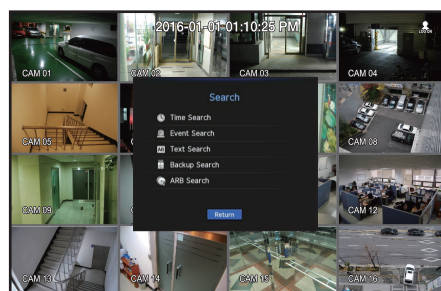 2016-01-01 01:10:25 PM
LOG ON
CAM 01
CAM 02
CAM 03
CAM 04
Search
Time Search
Event Search
AB Text Search
Backup Search
ARB Search
Return
CAM 05
CAM 08
CAM 09
CAM 12
CAM 13
CAM 14
CAM 15
CAM 16